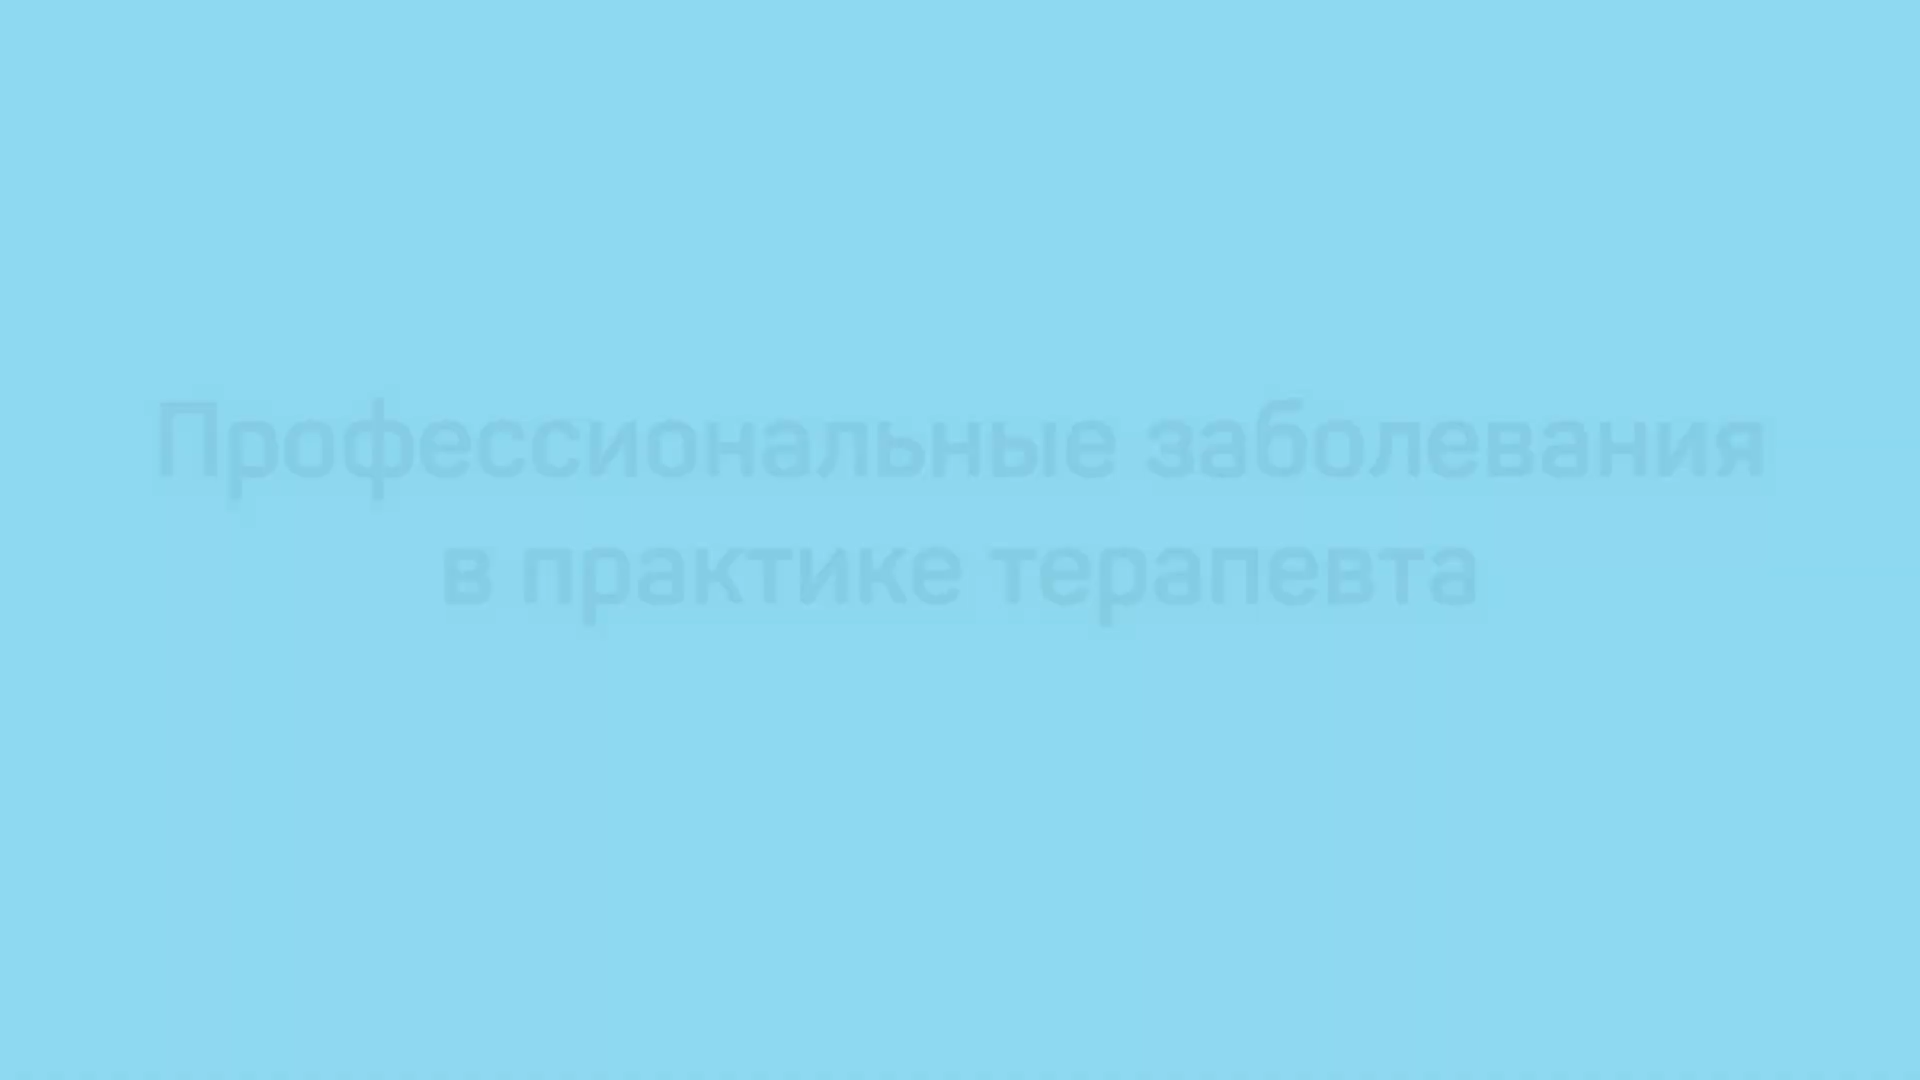 Профессиональные заболевания
в практике терапевта